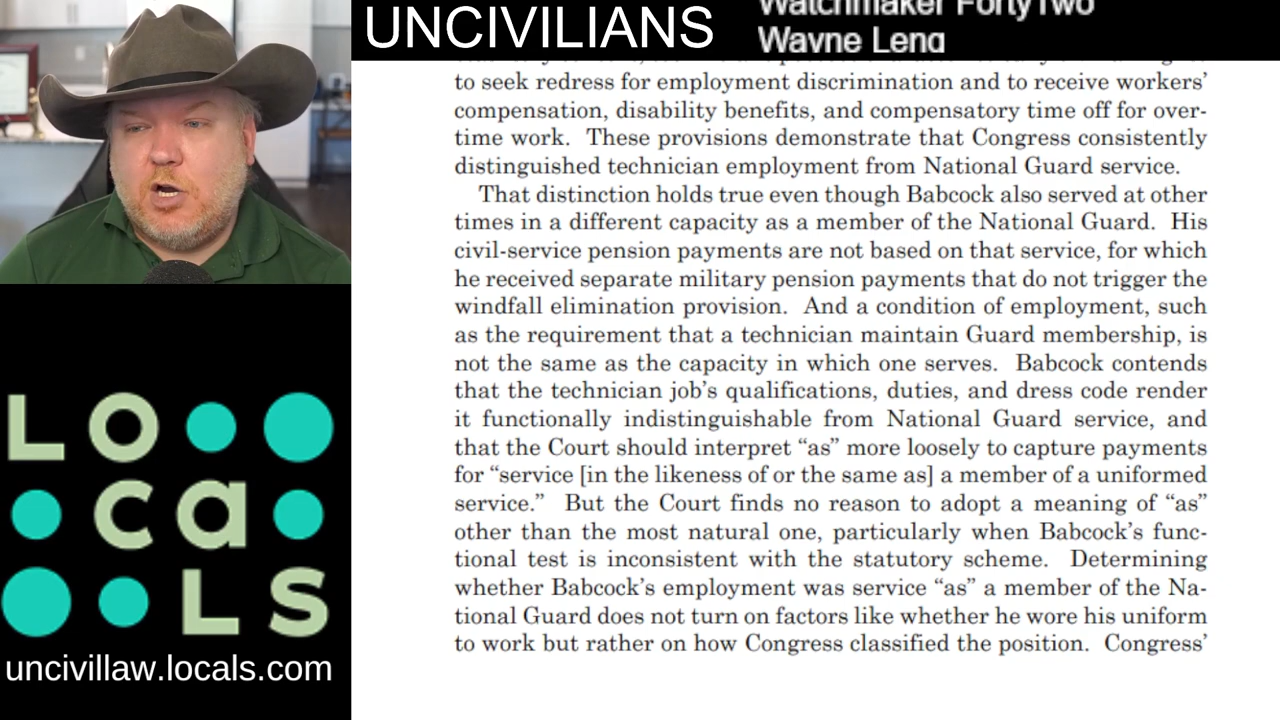 UNCIVILIANS
Watchmaker FortyTwo
Wayne Leng
to seek redress for employment discrimination and to receive workers’
compensation, disability benefits, and compensatory time off for over-
time work.  These provisions demonstrate that Congress consistently
distinguished technician employment from National Guard service.
That distinction holds true even though Babcock also served at other
times in a different capacity as a member of the National Guard.  His
civil-service pension payments are not based on that service, for which
he received separate military pension payments that do not trigger the
windfall elimination provision.  And a condition of employment, such
as the requirement that a technician maintain Guard membership, is
not the same as the capacity in which one serves.  Babcock contends
that the technician job’s qualifications, duties, and dress code render
it functionally indistinguishable from National Guard service, and
that the Court should interpret “as” more loosely to capture payments
for “service [in the likeness of or the same as] a member of a uniformed
service.”  But the Court finds no reason to adopt a meaning of “as”
other than the most natural one, particularly when Babcock’s func-
tional test is inconsistent with the statutory scheme.  Determining
whether Babcock’s employment was service “as” a member of the Na-
tional Guard does not turn on factors like whether he wore his uniform
to work but rather on how Congress classified the position.  Congress’
LO
ca
LS
uncivillaw.locals.com